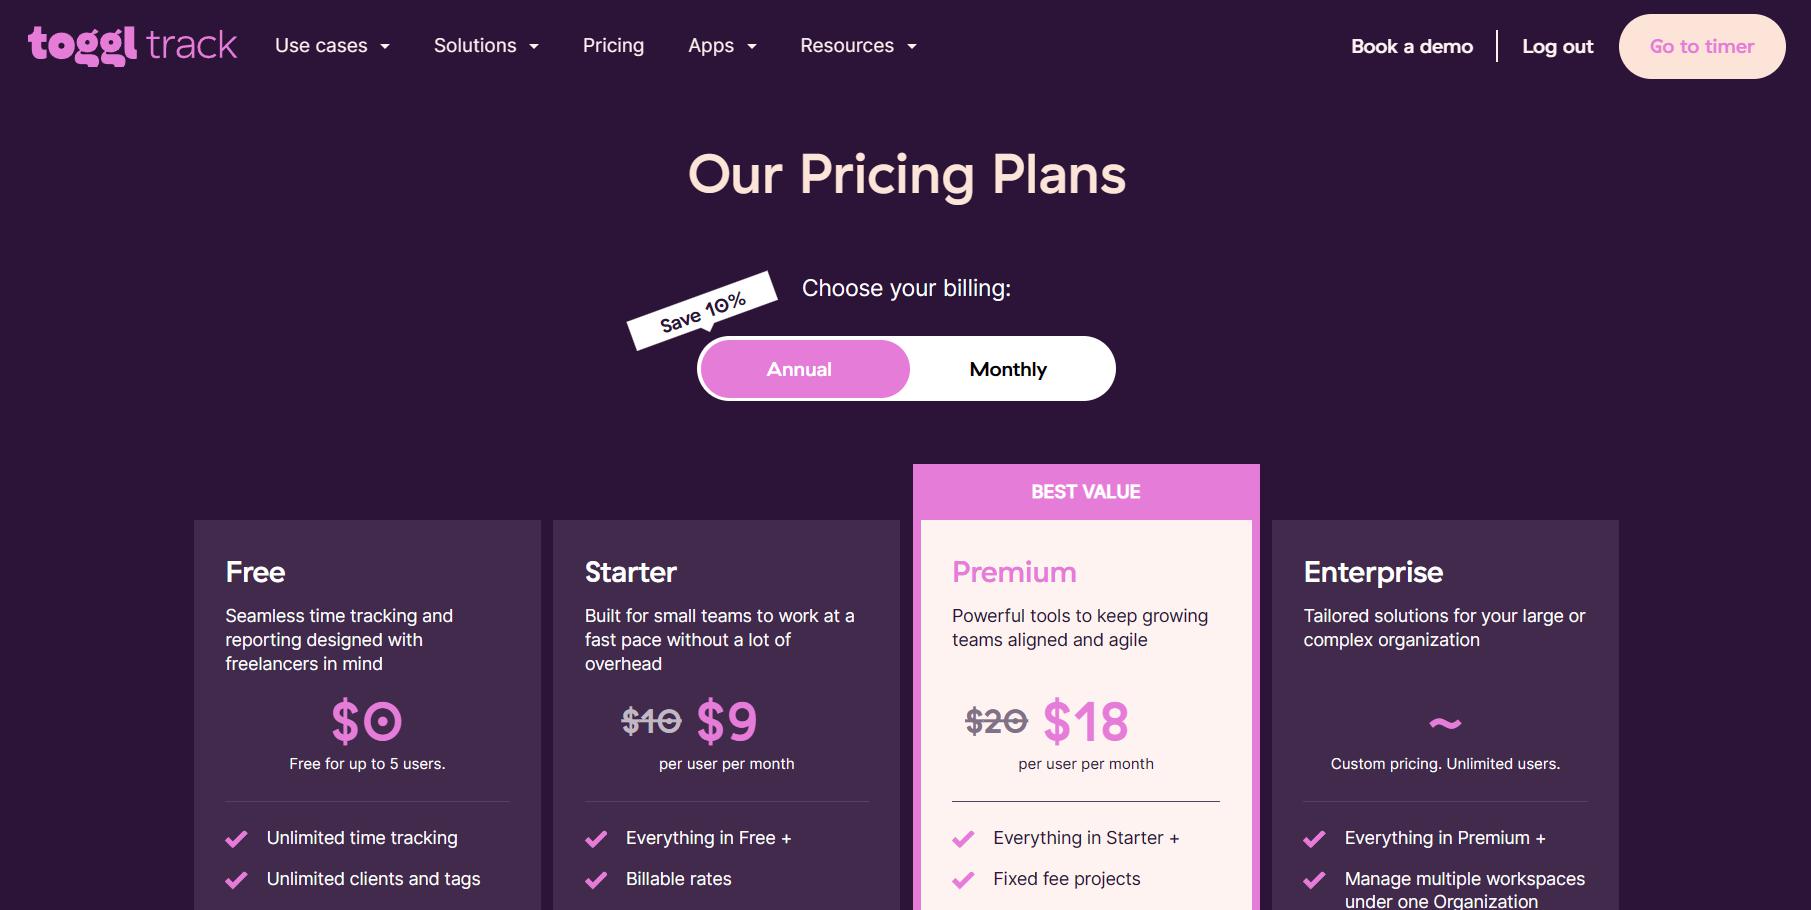 toggl track
Use cases
Solutions
Pricing
Apps
Resources
Book a demo
Log out
Go to timer
Our Pricing Plans
Save 10%
Choose your billing:
Annual
Monthly
Free
Seamless time tracking and
reporting designed with
freelancers in mind
$0
Free for up to 5 users.
Unlimited time tracking
Unlimited clients and tags
Starter
Built for small teams to work at a
fast pace without a lot of
overhead
$10 $9
per user per month
Everything in Free +
Billable rates
BEST VALUE
Premium
Powerful tools to keep growing
teams aligned and agile
$20 $18
per user per month
Everything in Starter +
Fixed fee projects
Enterprise
Tailored solutions for your large or
complex organization
~
Custom pricing. Unlimited users.
Everything in Premium +
Manage multiple workspaces
under one Organization